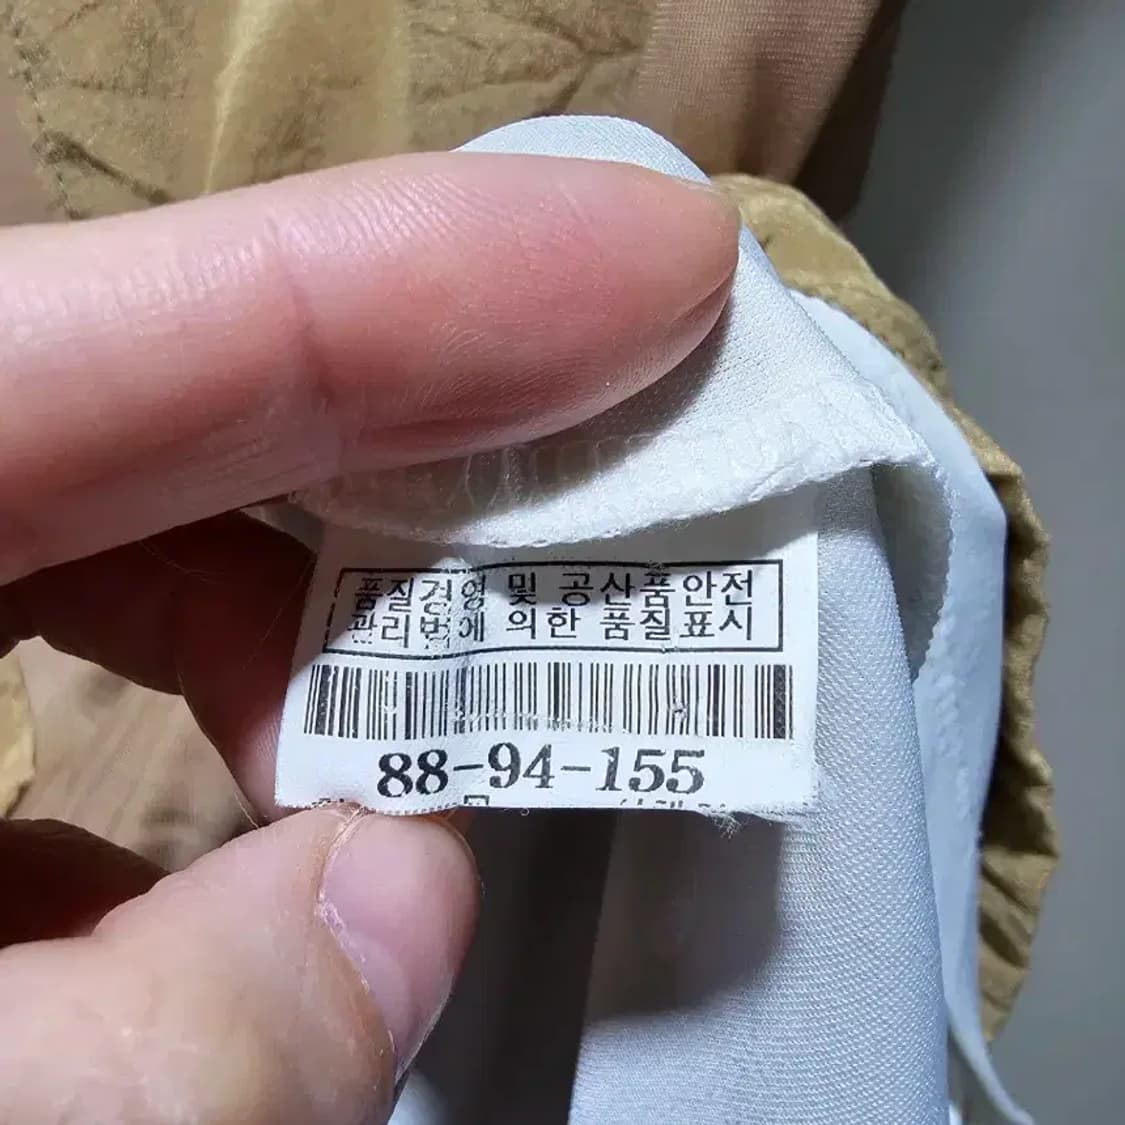 품질경영 및 공산품안전
관리법에 의한 품질표시
88-94-155